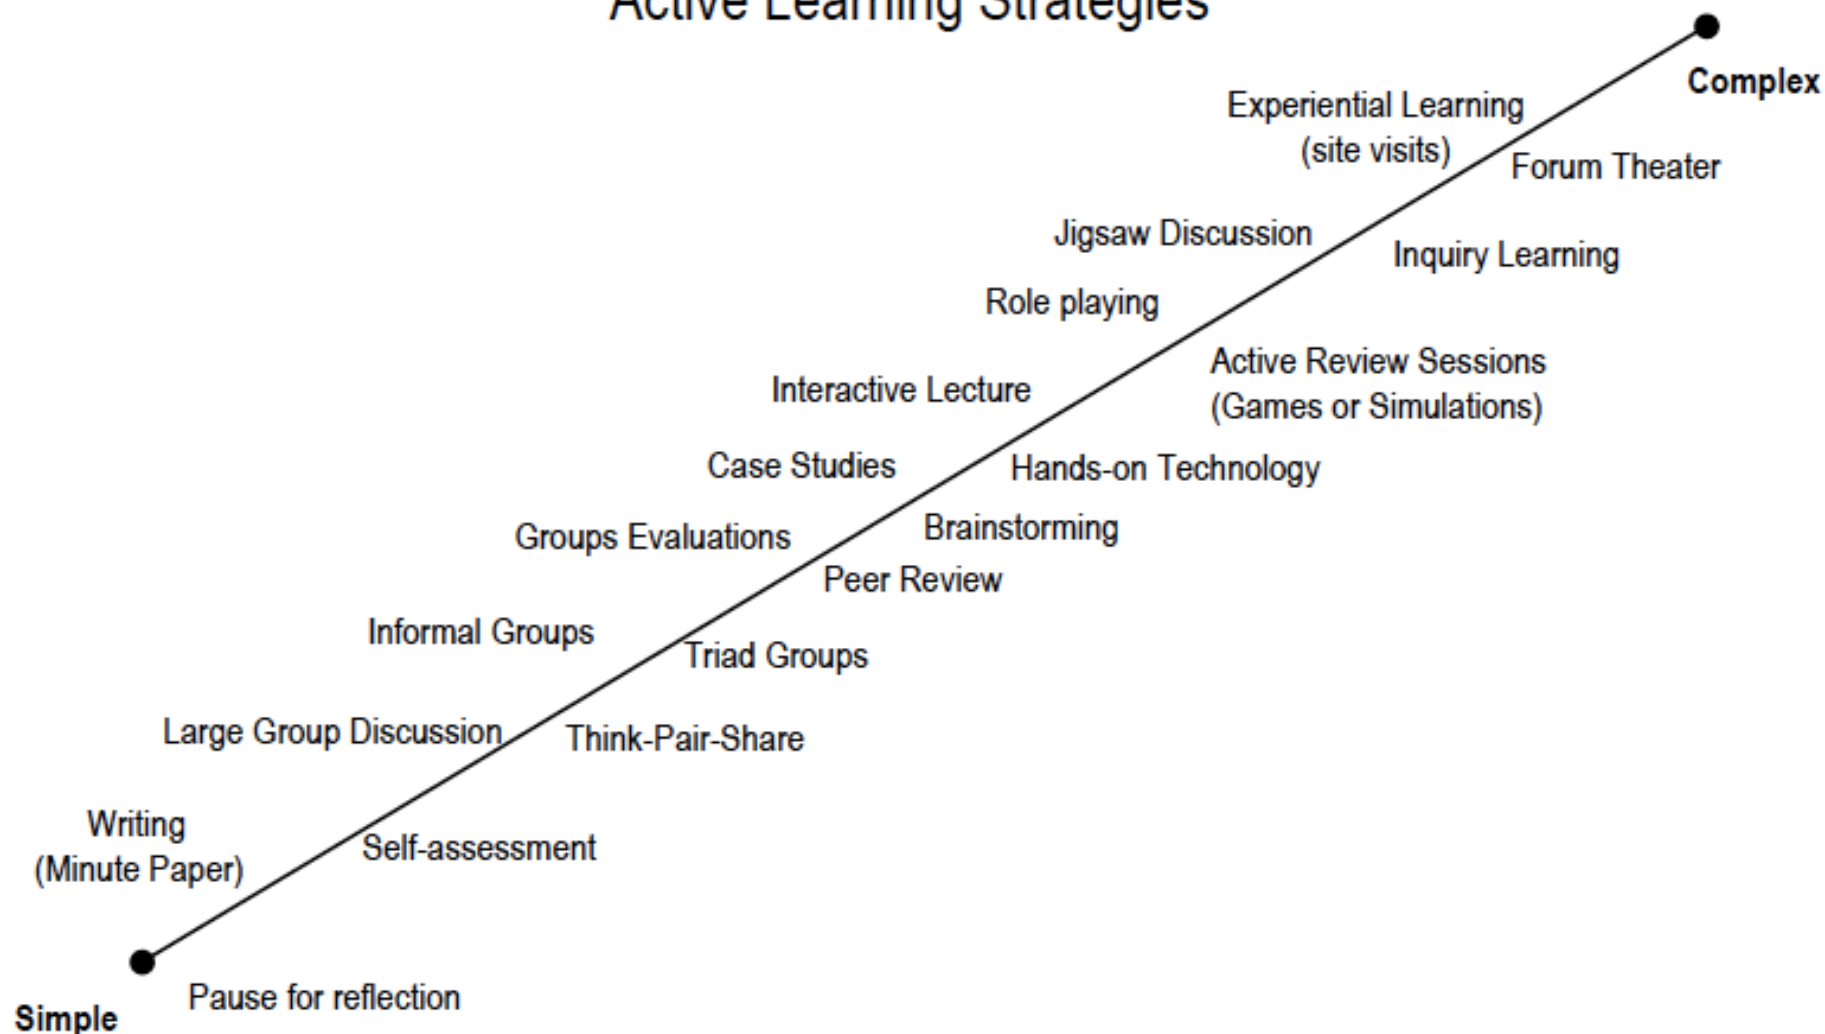 Active Learning Strategies
Complex
Experiential Learning
(site visits)
Forum Theater
Jigsaw Discussion
Inquiry Learning
Role playing
Active Review Sessions
(Games or Simulations)
Interactive Lecture
Case Studies
Hands-on Technology
Brainstorming
Groups Evaluations
Peer Review
Informal Groups
Triad Groups
Large Group Discussion
Think-Pair-Share
Writing
(Minute Paper)
Self-assessment
Pause for reflection
Simple